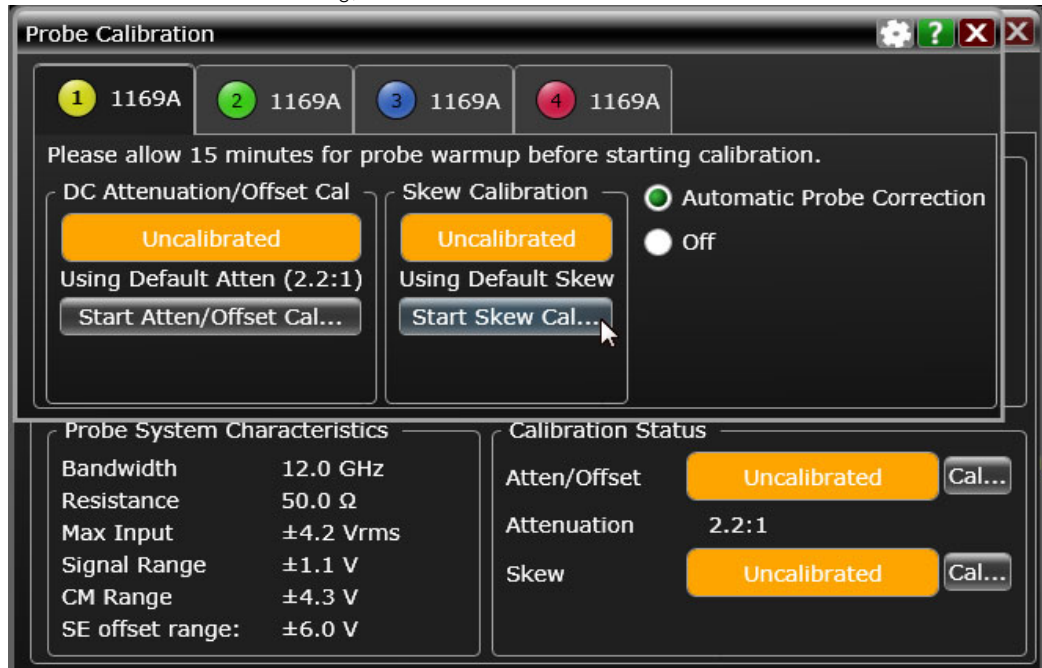 Probe Calibration
1 1169A 2 1169A 3 1169A 4 1169A
Please allow 15 minutes for probe warmup before starting calibration.
DC Attenuation/Offset Cal
Uncalibrated
Using Default Atten (2.2:1)
Start Atten/Offset Cal...
Skew Calibration
Uncalibrated
Using Default Skew
Start Skew Cal...
Automatic Probe Correction
Off
Probe System Characteristics
Bandwidth 12.0 GHz
Resistance 50.0 Ω
Max Input ±4.2 Vrms
Signal Range ±1.1 V
CM Range ±4.3 V
SE offset range: ±6.0 V
Calibration Status
Atten/Offset Uncalibrated Cal...
Attenuation 2.2:1
Skew Uncalibrated Cal...